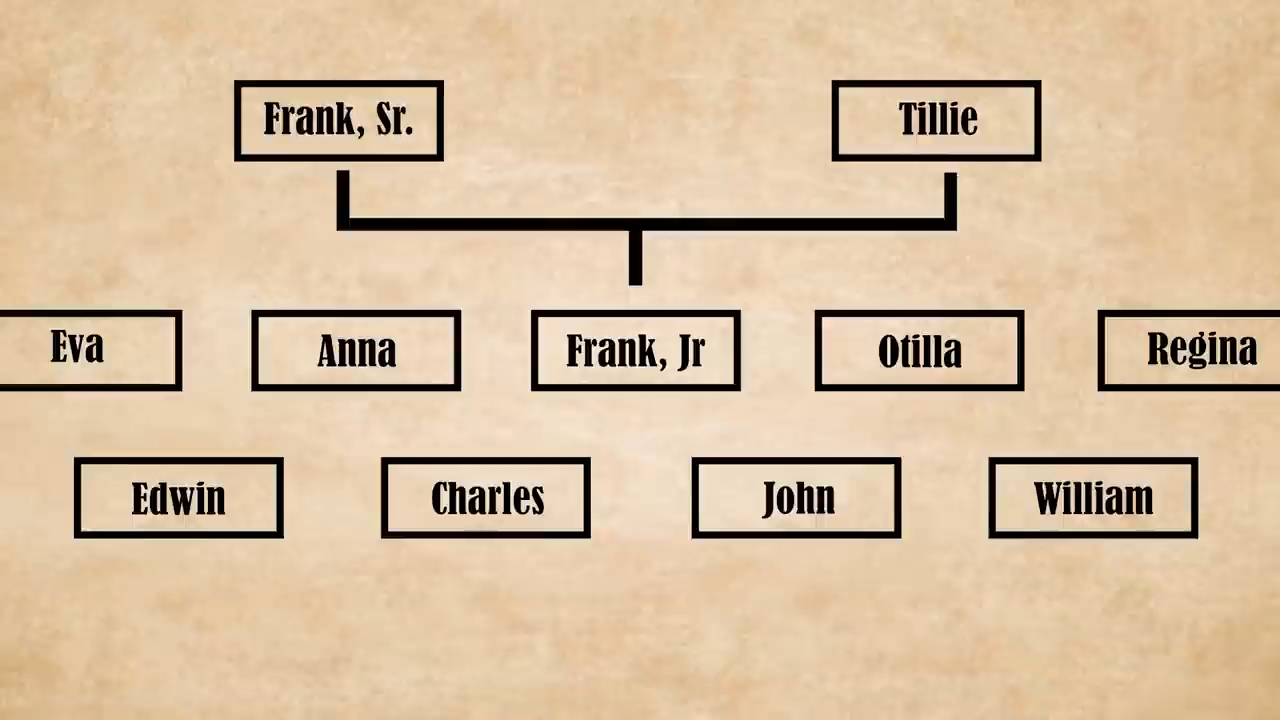 Frank, Sr.
Tillie
Eva
Anna
Frank, Jr
Otilla
Regina
Edwin
Charles
John
William